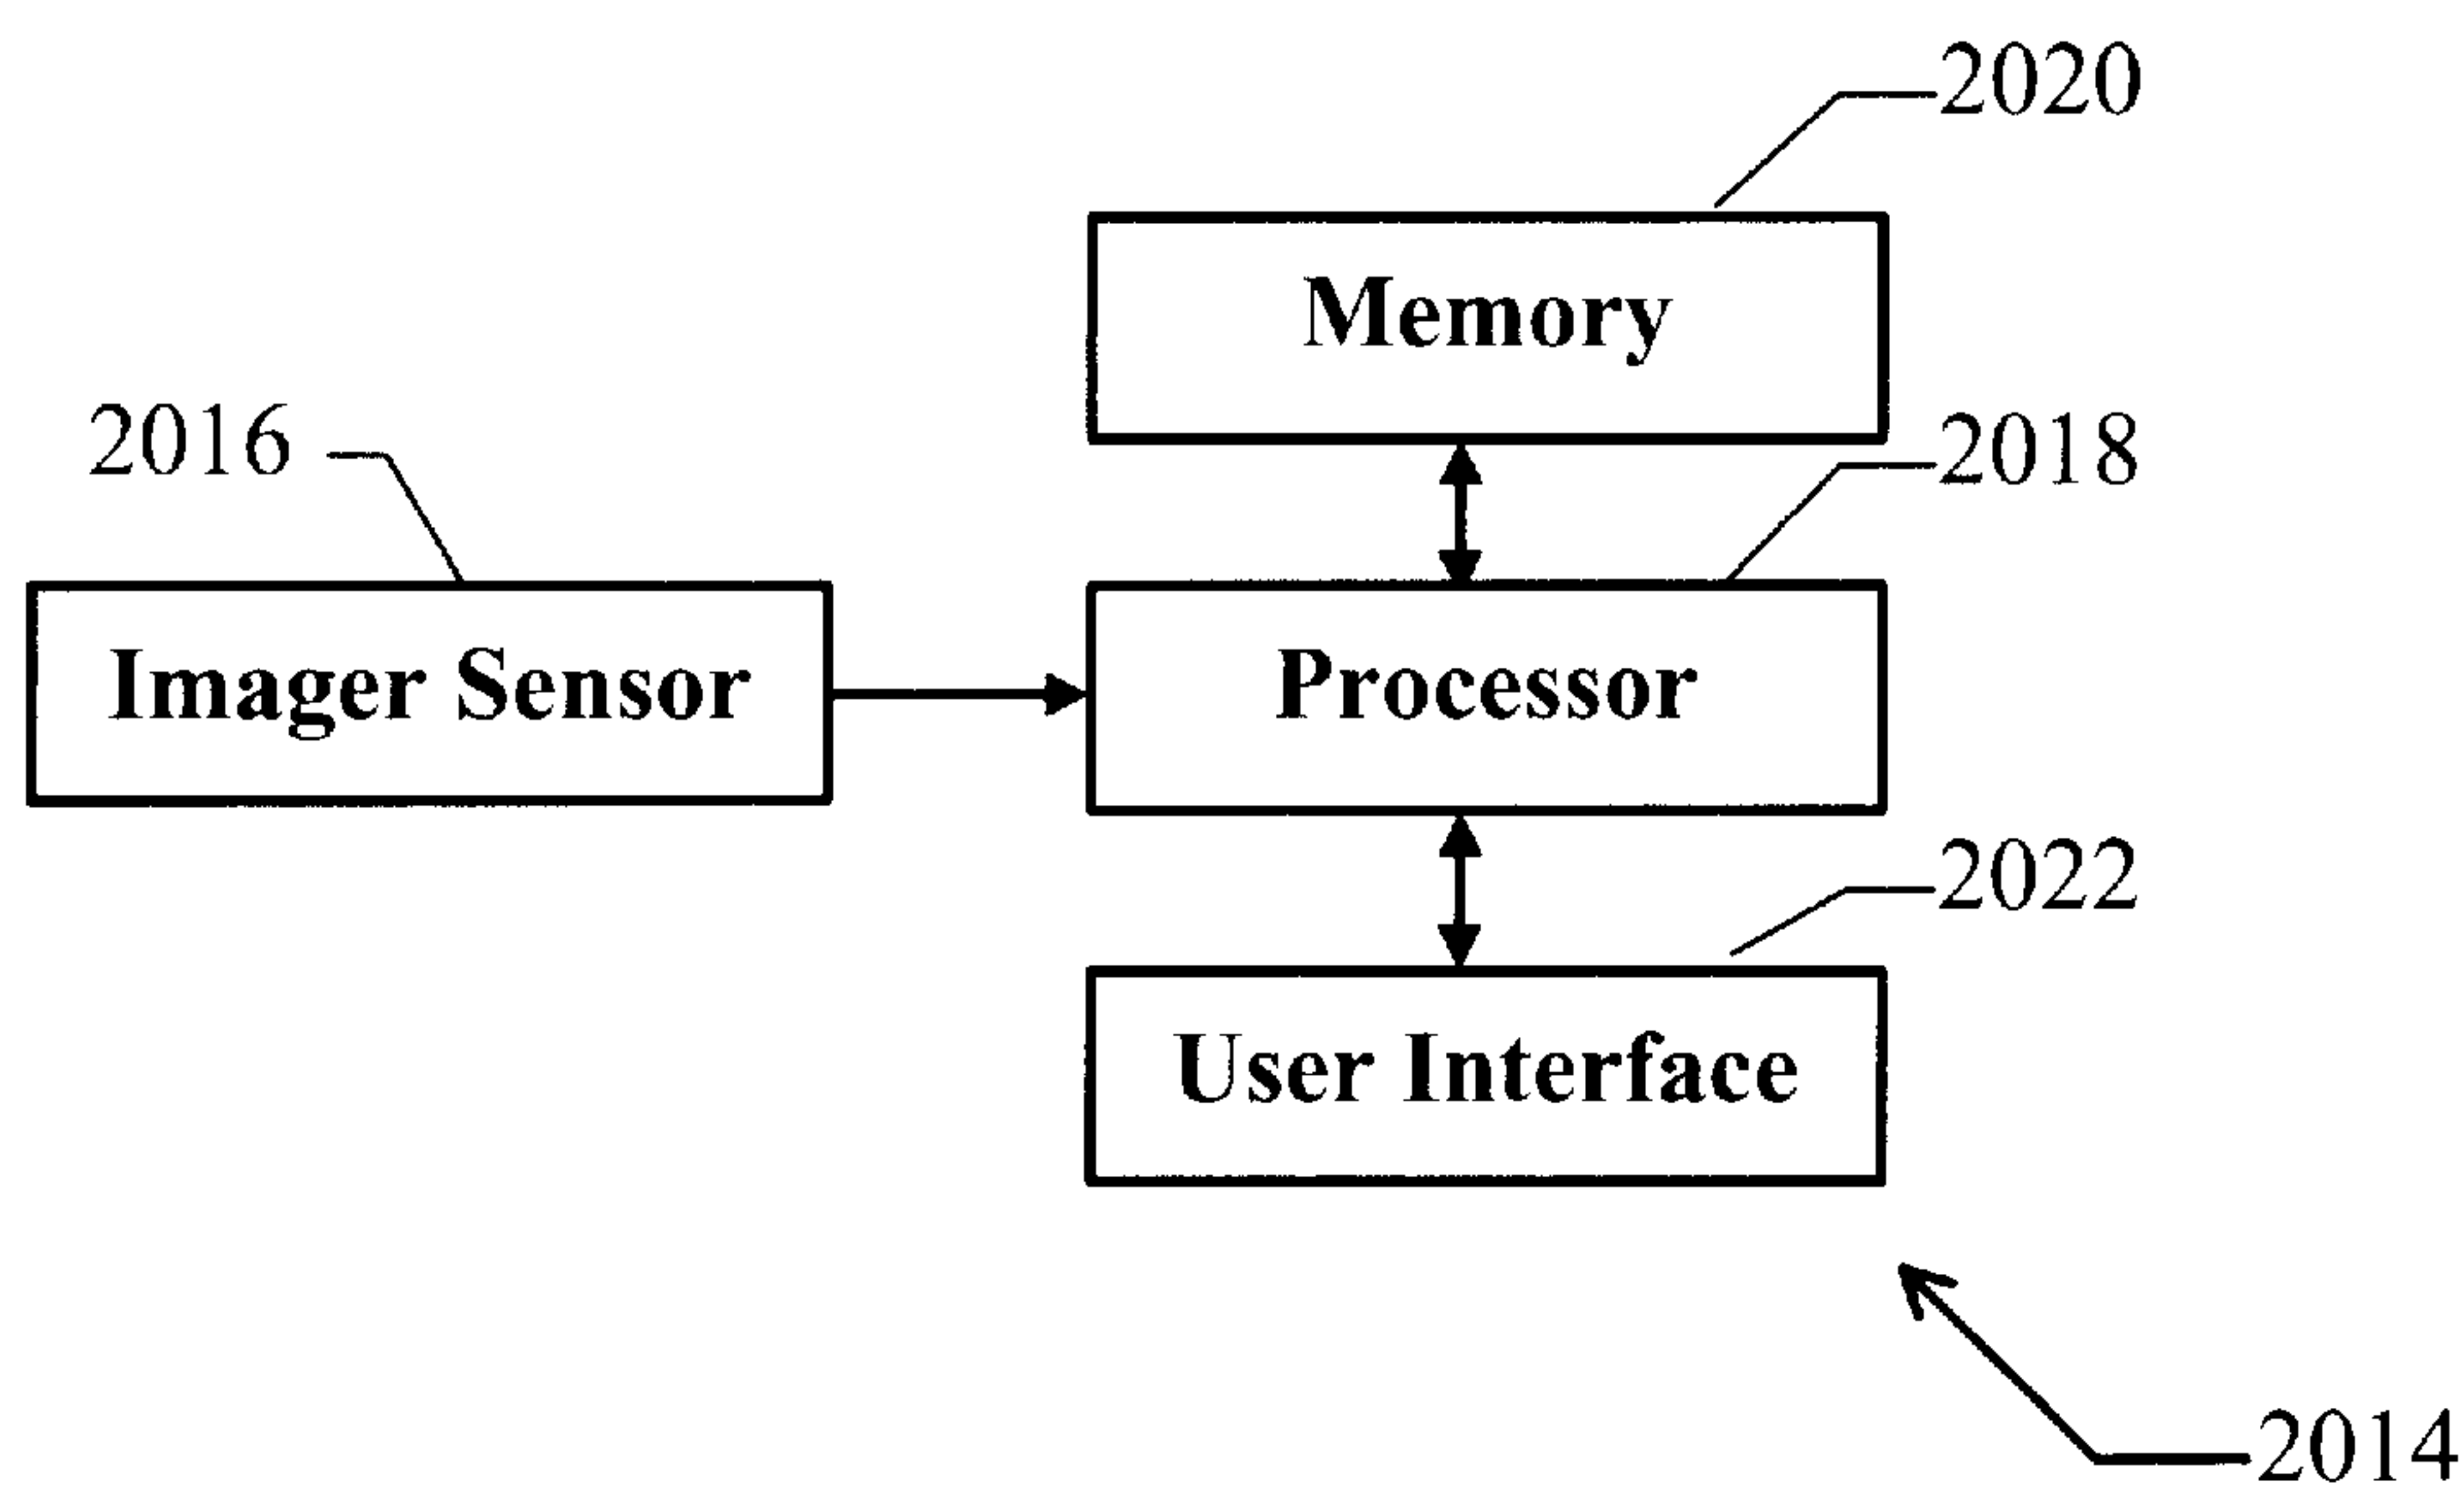 2020
Memory
2016
2018
Imager Sensor
Processor
2022
User Interface
2014